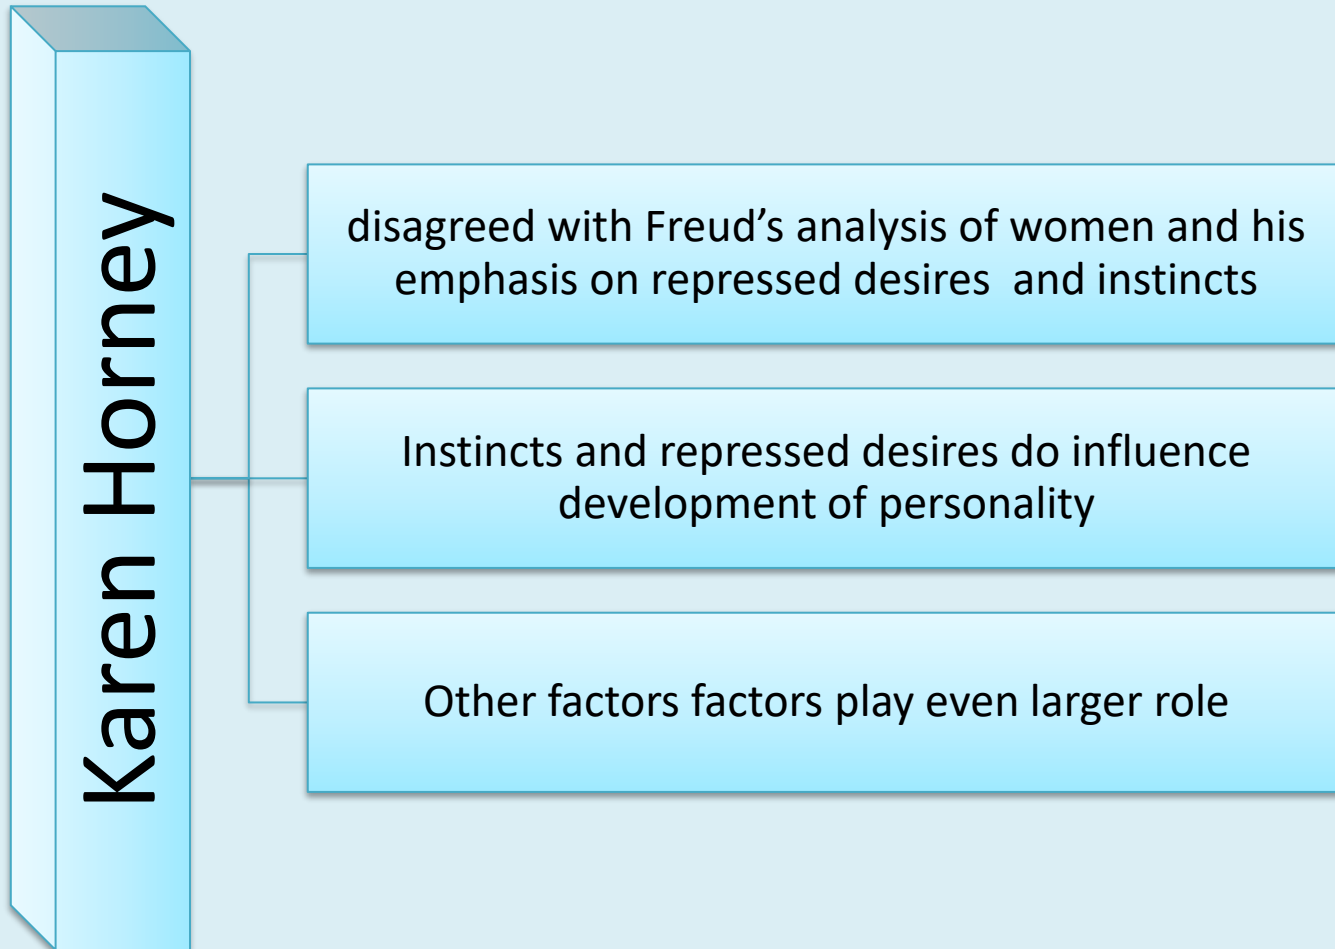 Karen Horney
disagreed with Freud’s analysis of women and his
emphasis on repressed desires  and instincts
Instincts and repressed desires do influence
development of personality
Other factors factors play even larger role